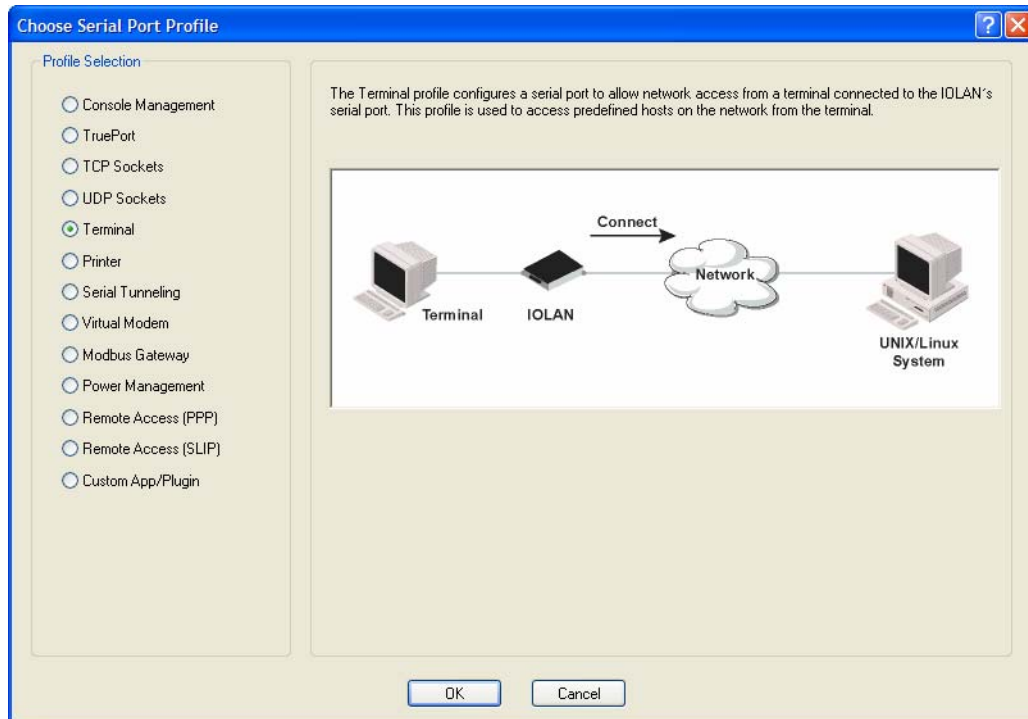 Choose Serial Port Profile
Profile Selection
Console Management
TruePort
TCP Sockets
UDP Sockets
Terminal
Printer
Serial Tunneling
Virtual Modem
Modbus Gateway
Power Management
Remote Access (PPP)
Remote Access (SLIP)
Custom App/Plugin
The Terminal profile configures a serial port to allow network access from a terminal connected to the IOLAN's
serial port. This profile is used to access predefined hosts on the network from the terminal.
Connect
Network
Terminal
IOLAN
UNIX/Linux
System
OK
Cancel